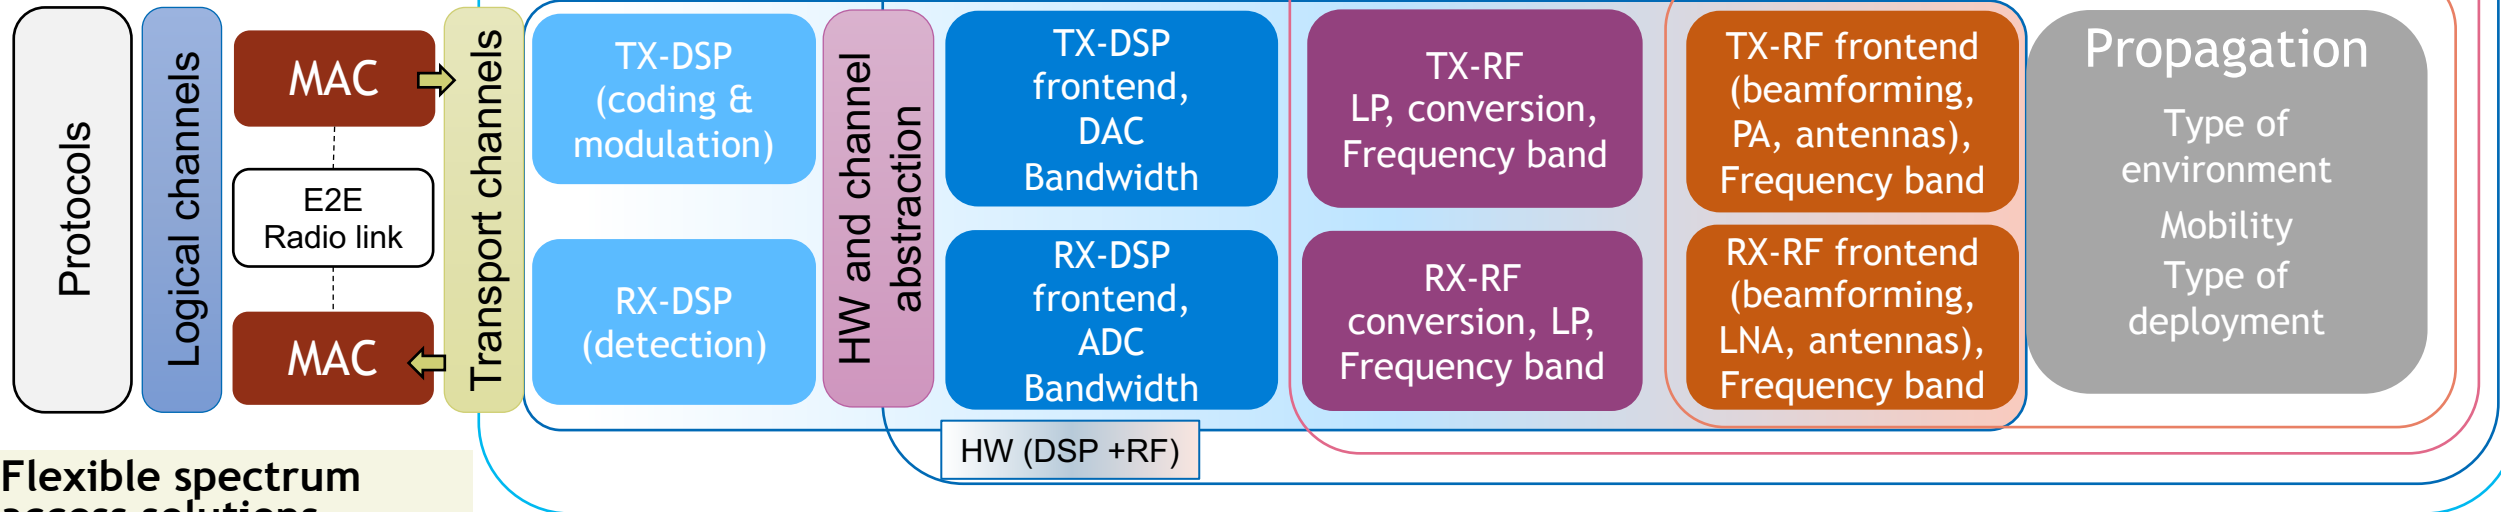 Protocols
Logical channels
MAC
E2E
Radio link
MAC
Transport channels
TX-DSP
(coding &
modulation)
RX-DSP
(detection)
HW and channel
abstraction
TX-DSP
frontend,
DAC
Bandwidth
RX-DSP
frontend,
ADC
Bandwidth
TX-RF
LP, conversion,
Frequency band
RX-RF
conversion, LP,
Frequency band
TX-RF frontend
(beamforming,
PA, antennas),
Frequency band
RX-RF frontend
(beamforming,
LNA, antennas),
Frequency band
Propagation
Type of
environment
Mobility
Type of
deployment
HW (DSP +RF)
Flexible spectrum
access solutions